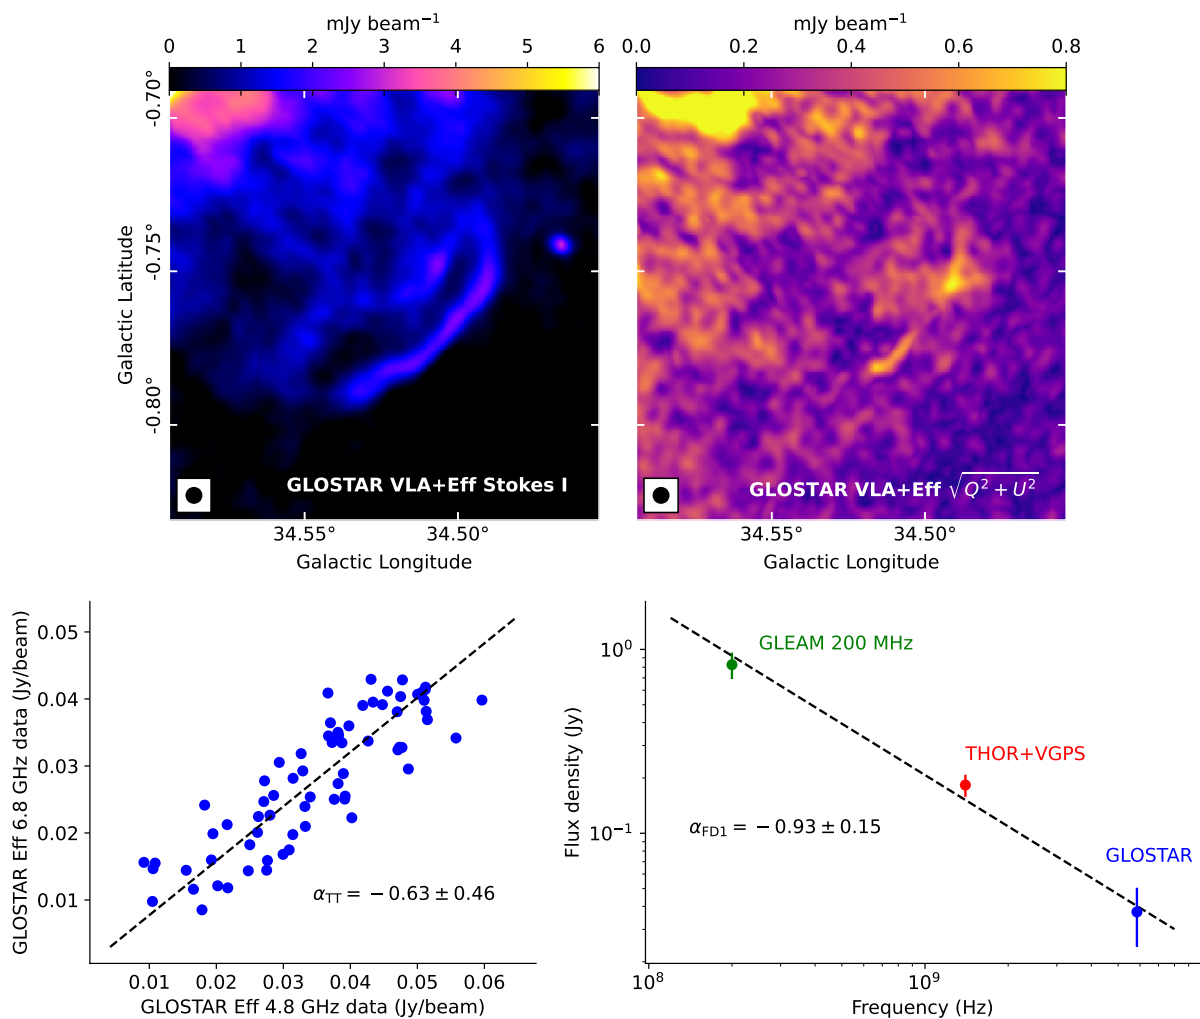 mJy beam⁻¹
0 1 2 3 4 5 6
mJy beam⁻¹
0.0 0.2 0.4 0.6 0.8
Galactic Latitude
-0.70°
-0.75°
-0.80°
GLOSTAR VLA+Eff Stokes I
34.55° 34.50°
Galactic Longitude
GLOSTAR VLA+Eff √Q² + U²
34.55° 34.50°
Galactic Longitude
GLOSTAR Eff 6.8 GHz data (Jy/beam)
0.05
0.04
0.03
0.02
0.01
α_TT = − 0.63 ± 0.46
0.01 0.02 0.03 0.04 0.05 0.06
GLOSTAR Eff 4.8 GHz data (Jy/beam)
Flux density (Jy)
10⁰
10⁻¹
GLEAM 200 MHz
THOR+VGPS
α_FD1 = − 0.93 ± 0.15
GLOSTAR
10⁸ 10⁹
Frequency (Hz)